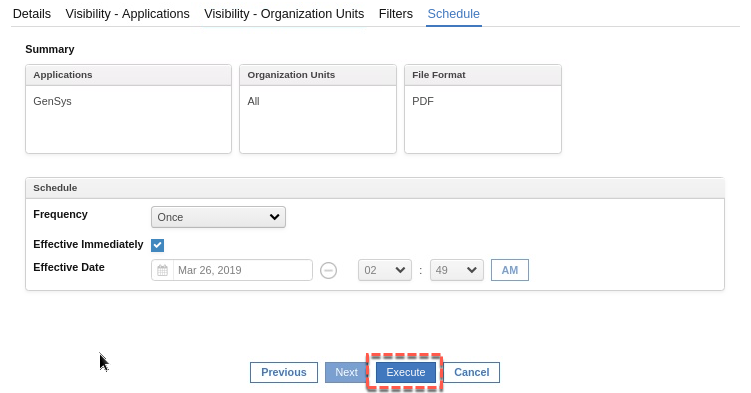 Details Visibility - Applications Visibility - Organization Units Filters Schedule
Summary
Applications Organization Units File Format
GenSys All PDF
Schedule
Frequency Once
Effective Immediately
Effective Date Mar 26, 2019 02 : 49 AM
Previous Next Execute Cancel